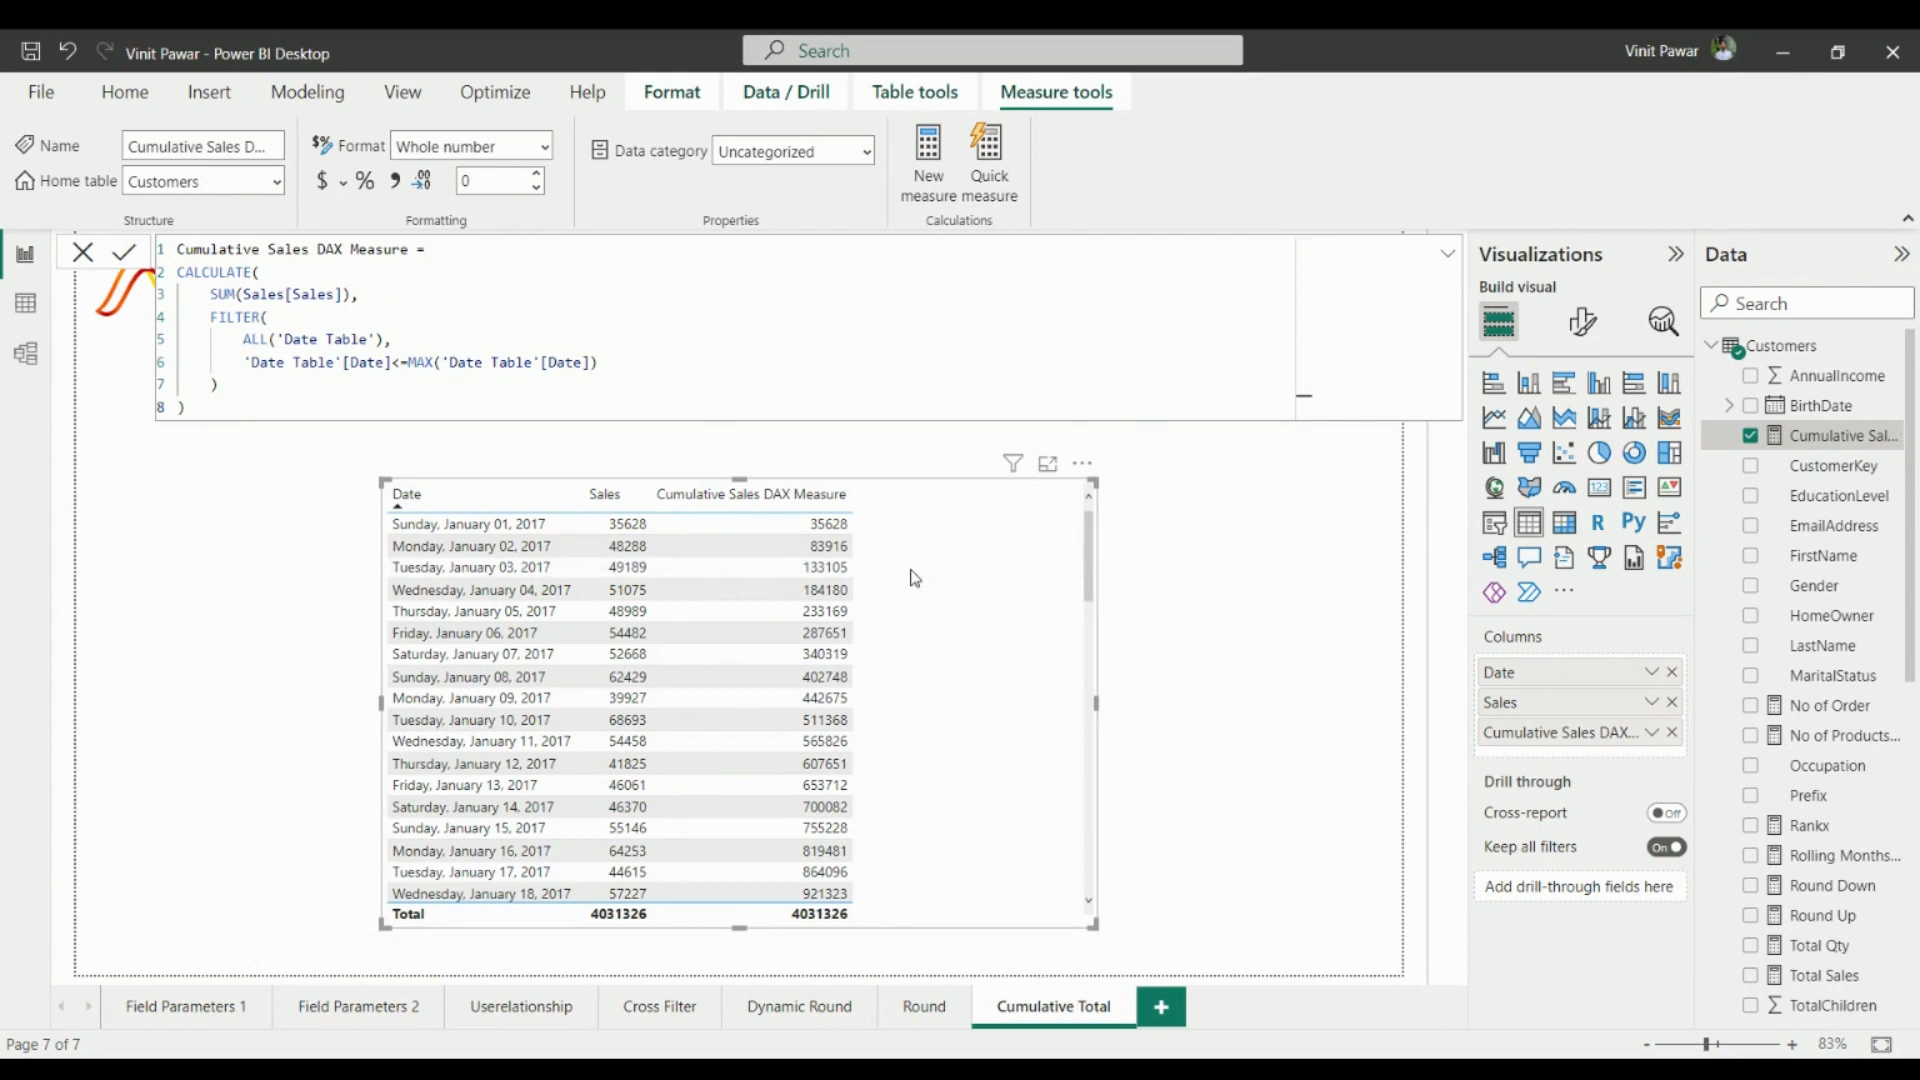 Vinit Pawar - Power BI Desktop
Search
Vinit Pawar
File Home Insert Modeling View Optimize Help Format Data / Drill Table tools Measure tools
Name Cumulative Sales D...
Home table Customers
Structure
Format Whole number
$ % , .00 0
Formatting
Data category Uncategorized
Properties
New measure
Quick measure
Calculations
1 Cumulative Sales DAX Measure =
2 CALCULATE(
3 SUM(Sales[Sales]),
4 FILTER(
5 ALL('Date Table'),
6 'Date Table'[Date]<=MAX('Date Table'[Date])
7 )
8 )
Date Sales Cumulative Sales DAX Measure
Sunday, January 01, 2017 35628 35628
Monday, January 02, 2017 48288 83916
Tuesday, January 03, 2017 49189 133105
Wednesday, January 04, 2017 51075 184180
Thursday, January 05, 2017 48989 233169
Friday, January 06, 2017 54482 287651
Saturday, January 07, 2017 52668 340319
Sunday, January 08, 2017 62429 402748
Monday, January 09, 2017 39927 442675
Tuesday, January 10, 2017 68693 511368
Wednesday, January 11, 2017 54458 565826
Thursday, January 12, 2017 41825 607651
Friday, January 13, 2017 46061 653712
Saturday, January 14, 2017 46370 700082
Sunday, January 15, 2017 55146 755228
Monday, January 16, 2017 64253 819481
Tuesday, January 17, 2017 44615 864096
Wednesday, January 18, 2017 57227 921323
Total 4031326 4031326
Visualizations
Build visual
123
R
Py
Columns
Date
Sales
Cumulative Sales DAX...
Drill through
Cross-report Off
Keep all filters On
Add drill-through fields here
Data
Search
Customers
AnnualIncome
BirthDate
Cumulative Sal...
CustomerKey
EducationLevel
EmailAddress
FirstName
Gender
HomeOwner
LastName
MaritalStatus
No of Order
No of Products...
Occupation
Prefix
Rankx
Rolling Months...
Round Down
Round Up
Total Qty
Total Sales
TotalChildren
Field Parameters 1 Field Parameters 2 Userelationship Cross Filter Dynamic Round Round Cumulative Total +
Page 7 of 7
- + 83%